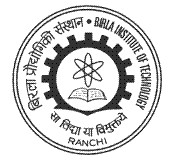 बिरला प्रौद्योगिकी संस्थान • BIRLA INSTITUTE OF TECHNOLOGY
सा विद्या या विमुक्तये
RANCHI